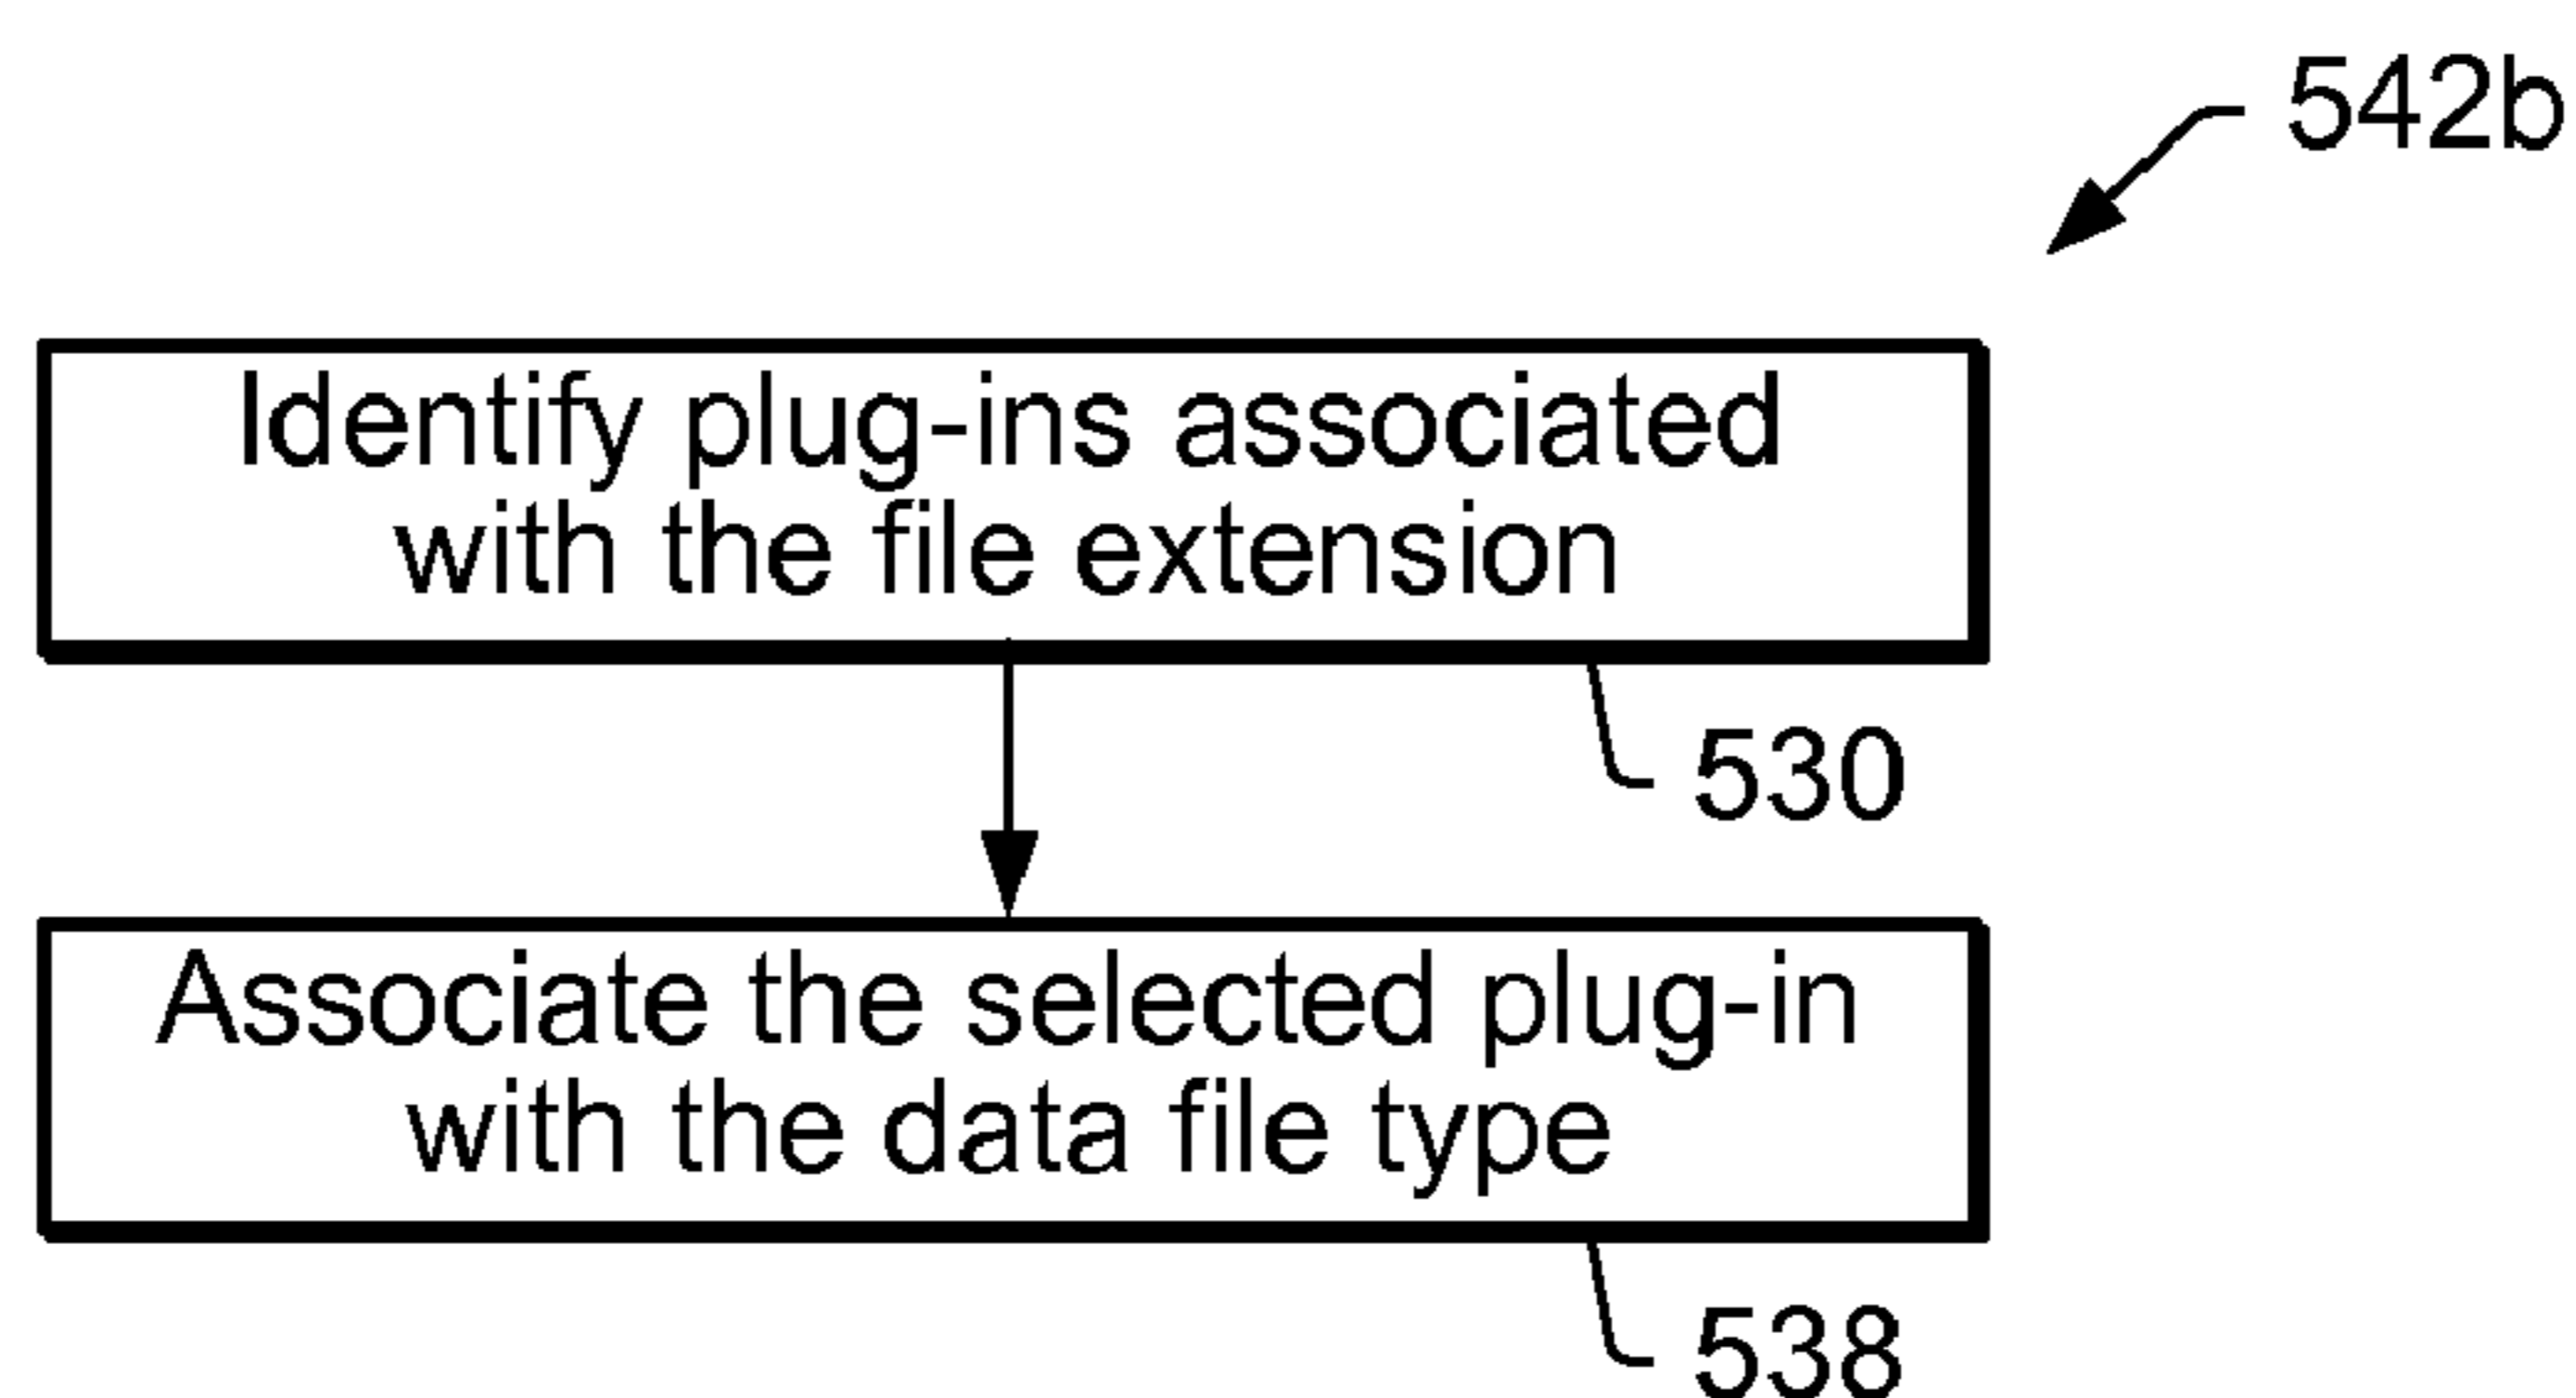 542b
Identify plug-ins associated
with the file extension
530
Associate the selected plug-in
with the data file type
538